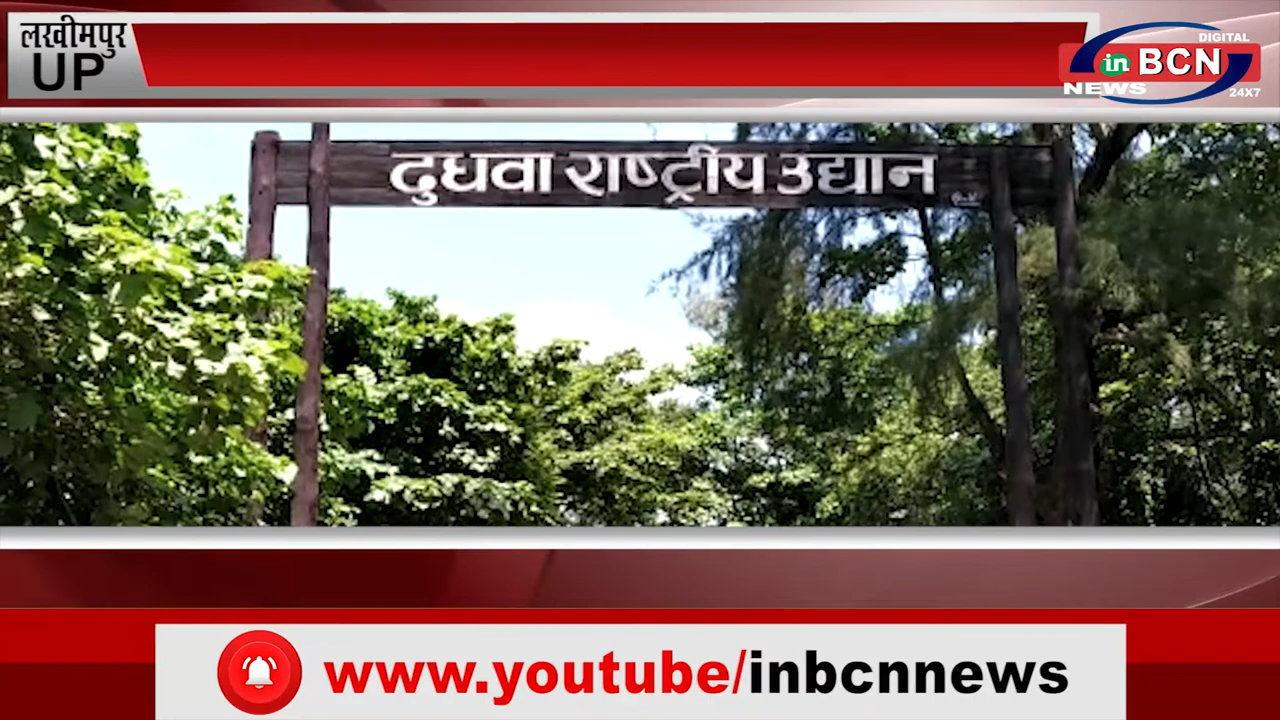 लखीमपुर
UP
DIGITAL
in BCN
NEWS
24X7
दुधवा राष्ट्रीय उद्यान
www.youtube/inbcnnews